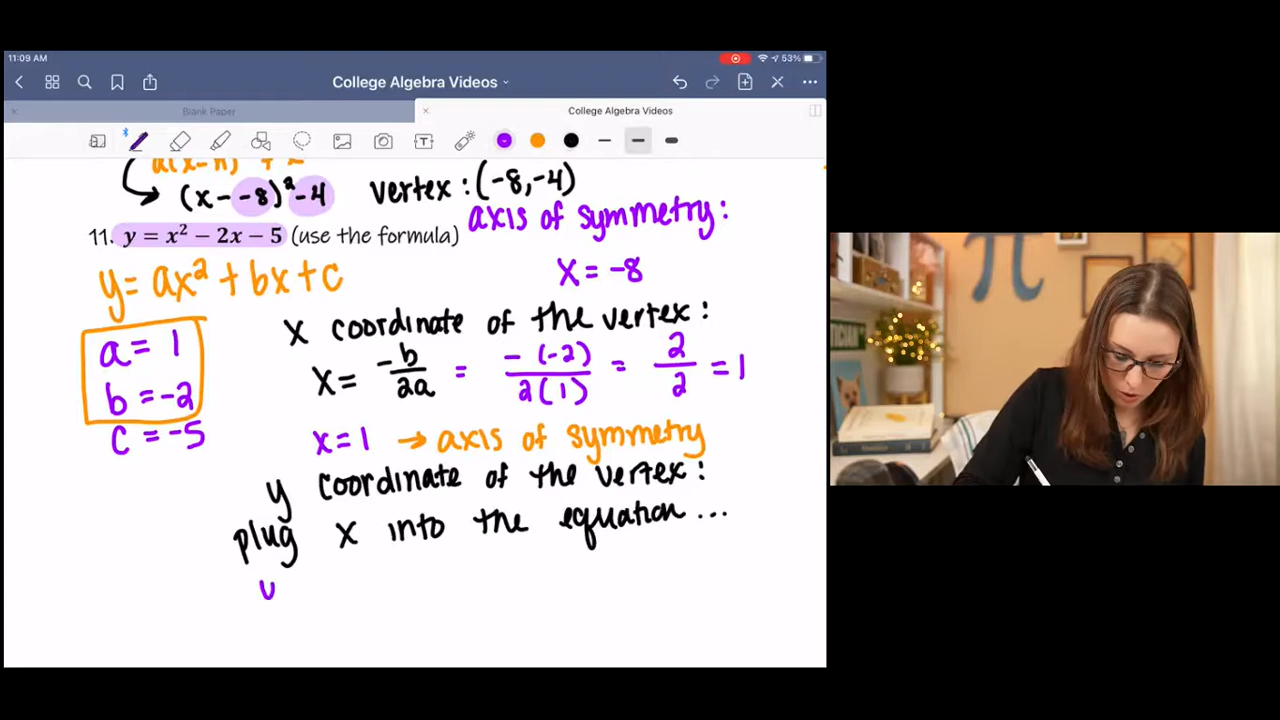 11:09 AM
53%
College Algebra Videos
Blank Paper
College Algebra Videos
(x--8)²-4 vertex: (-8,-4)
axis of symmetry:
11. y = x² − 2x − 5 (use the formula)
y= ax² + bx + c
x= -8
x coordinate of the vertex:
a= 1
b = -2
c = -5
x= -b/2a = -(-2)/2(1) = 2/2 = 1
x=1 → axis of symmetry
y coordinate of the vertex:
plug x into the equation...